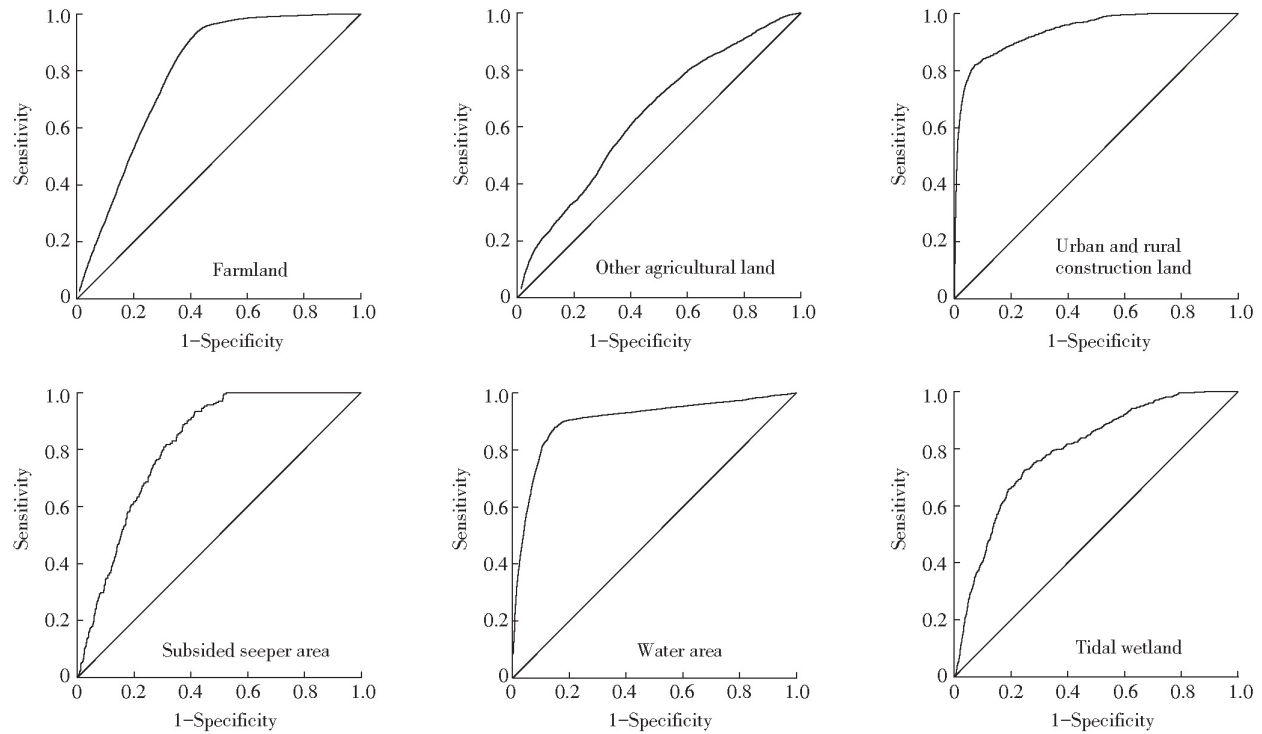 1.0
0.8
0.6
0.4
0.2
0
Sensitivity
Farmland
0 0.2 0.4 0.6 0.8 1.0
1-Specificity
1.0
0.8
0.6
0.4
0.2
0
Sensitivity
Other agricultural land
0 0.2 0.4 0.6 0.8 1.0
1-Specificity
1.0
0.8
0.6
0.4
0.2
0
Sensitivity
Urban and rural
construction land
0 0.2 0.4 0.6 0.8 1.0
1-Specificity
1.0
0.8
0.6
0.4
0.2
0
Sensitivity
Subsided seeper area
0 0.2 0.4 0.6 0.8 1.0
1-Specificity
1.0
0.8
0.6
0.4
0.2
0
Sensitivity
Water area
0 0.2 0.4 0.6 0.8 1.0
1-Specificity
1.0
0.8
0.6
0.4
0.2
0
Sensitivity
Tidal wetland
0 0.2 0.4 0.6 0.8 1.0
1-Specificity